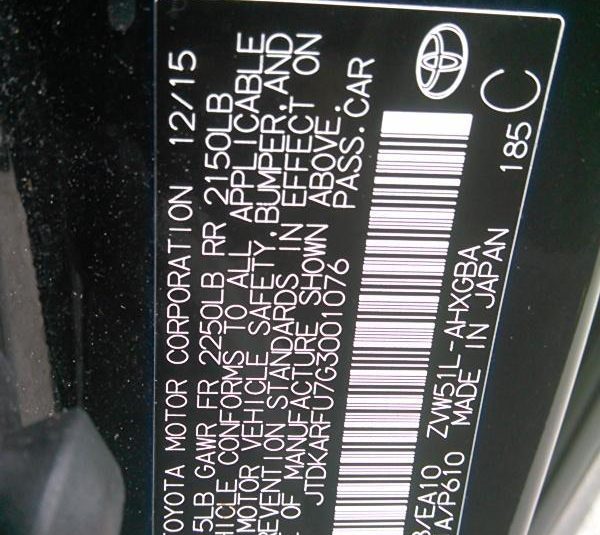 TOYOTA MOTOR CORPORATION 12/15
5LB GAWR FR 2250LB RR 2150LB
HICLE CONFORMS TO ALL APPLICABLE
MOTOR VEHICLE SAFETY, BUMPER, AND
REVENTION STANDARDS IN EFFECT ON
OF MANUFACTURE SHOWN ABOVE.
JTDKARFU7G3001076 PASS.CAR
/EA10 ZVW51L-AHXGBA
A/P610 MADE IN JAPAN
185 C